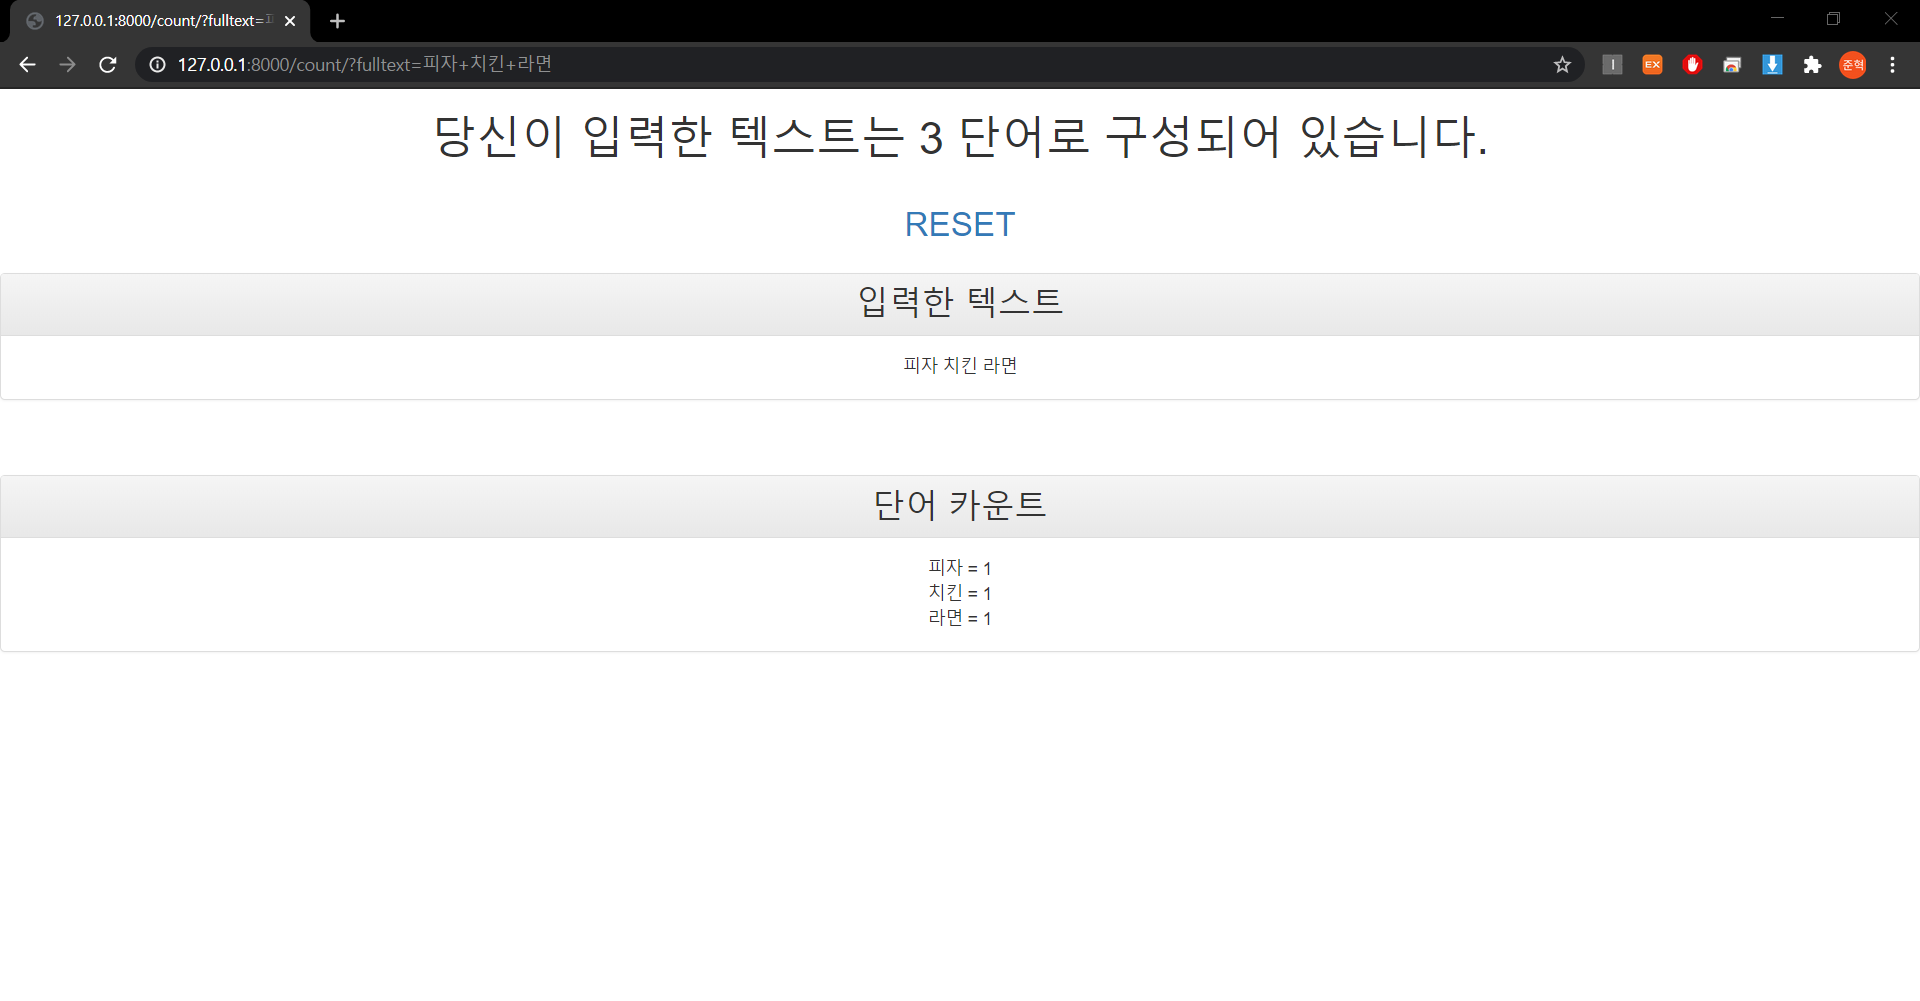 127.0.0.1:8000/count/?fulltext=피
127.0.0.1:8000/count/?fulltext=피자+치킨+라면
I
EX
준혁
당신이 입력한 텍스트는 3 단어로 구성되어 있습니다.
RESET
입력한 텍스트
피자 치킨 라면
단어 카운트
피자 = 1
치킨 = 1
라면 = 1